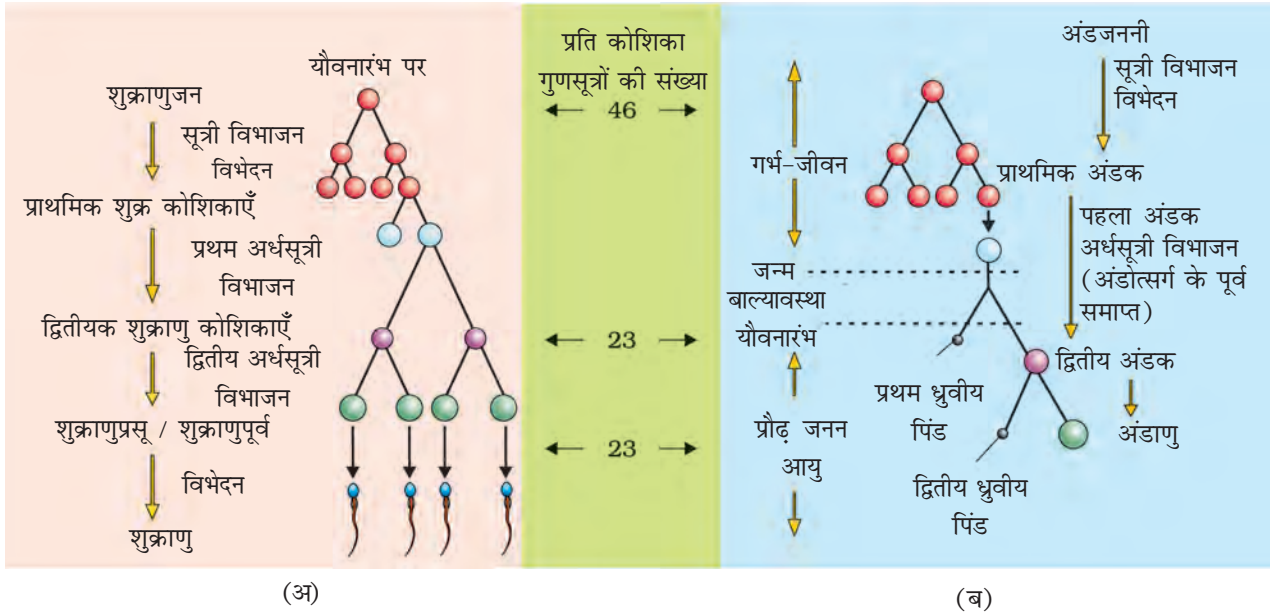 यौवनारंभ पर
शुक्राणुजन
सूत्री विभाजन
विभेदन
प्राथमिक शुक्र कोशिकाएँ
प्रथम अर्धसूत्री
विभाजन
द्वितीयक शुक्राणु कोशिकाएँ
द्वितीय अर्धसूत्री
विभाजन
शुक्राणुप्रसू / शुक्राणुपूर्व
विभेदन
शुक्राणु
(अ)
प्रति कोशिका
गुणसूत्रों की संख्या
46
23
23
गर्भ-जीवन
जन्म
बाल्यावस्था
यौवनारंभ
प्रौढ़ जनन
आयु
प्रथम ध्रुवीय
पिंड
द्वितीय ध्रुवीय
पिंड
अंडजननी
सूत्री विभाजन
विभेदन
प्राथमिक अंडक
पहला अंडक
अर्धसूत्री विभाजन
(अंडोत्सर्ग के पूर्व
समाप्त)
द्वितीय अंडक
अंडाणु
(ब)